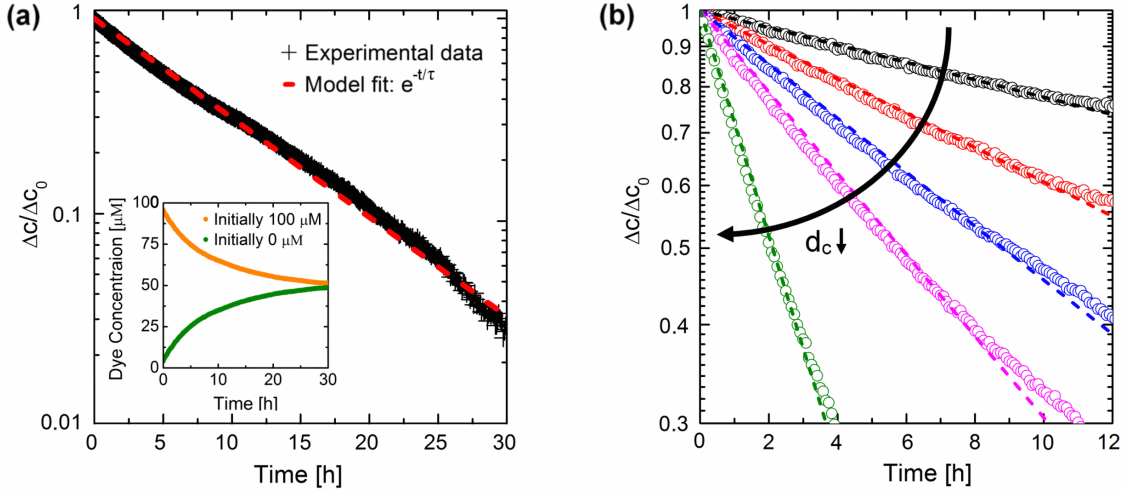 (a)
1
0.1
0.01
Δc/Δc0
Experimental data
Model fit: e-t/τ
100
75
50
25
0
Dye Concentraion [μM]
Initially 100 μM
Initially 0 μM
0 10 20 30
Time [h]
0 5 10 15 20 25 30
Time [h]
(b)
1
0.9
0.8
0.7
0.6
0.5
0.4
0.3
Δc/Δc0
dc↓
0 2 4 6 8 10 12
Time [h]